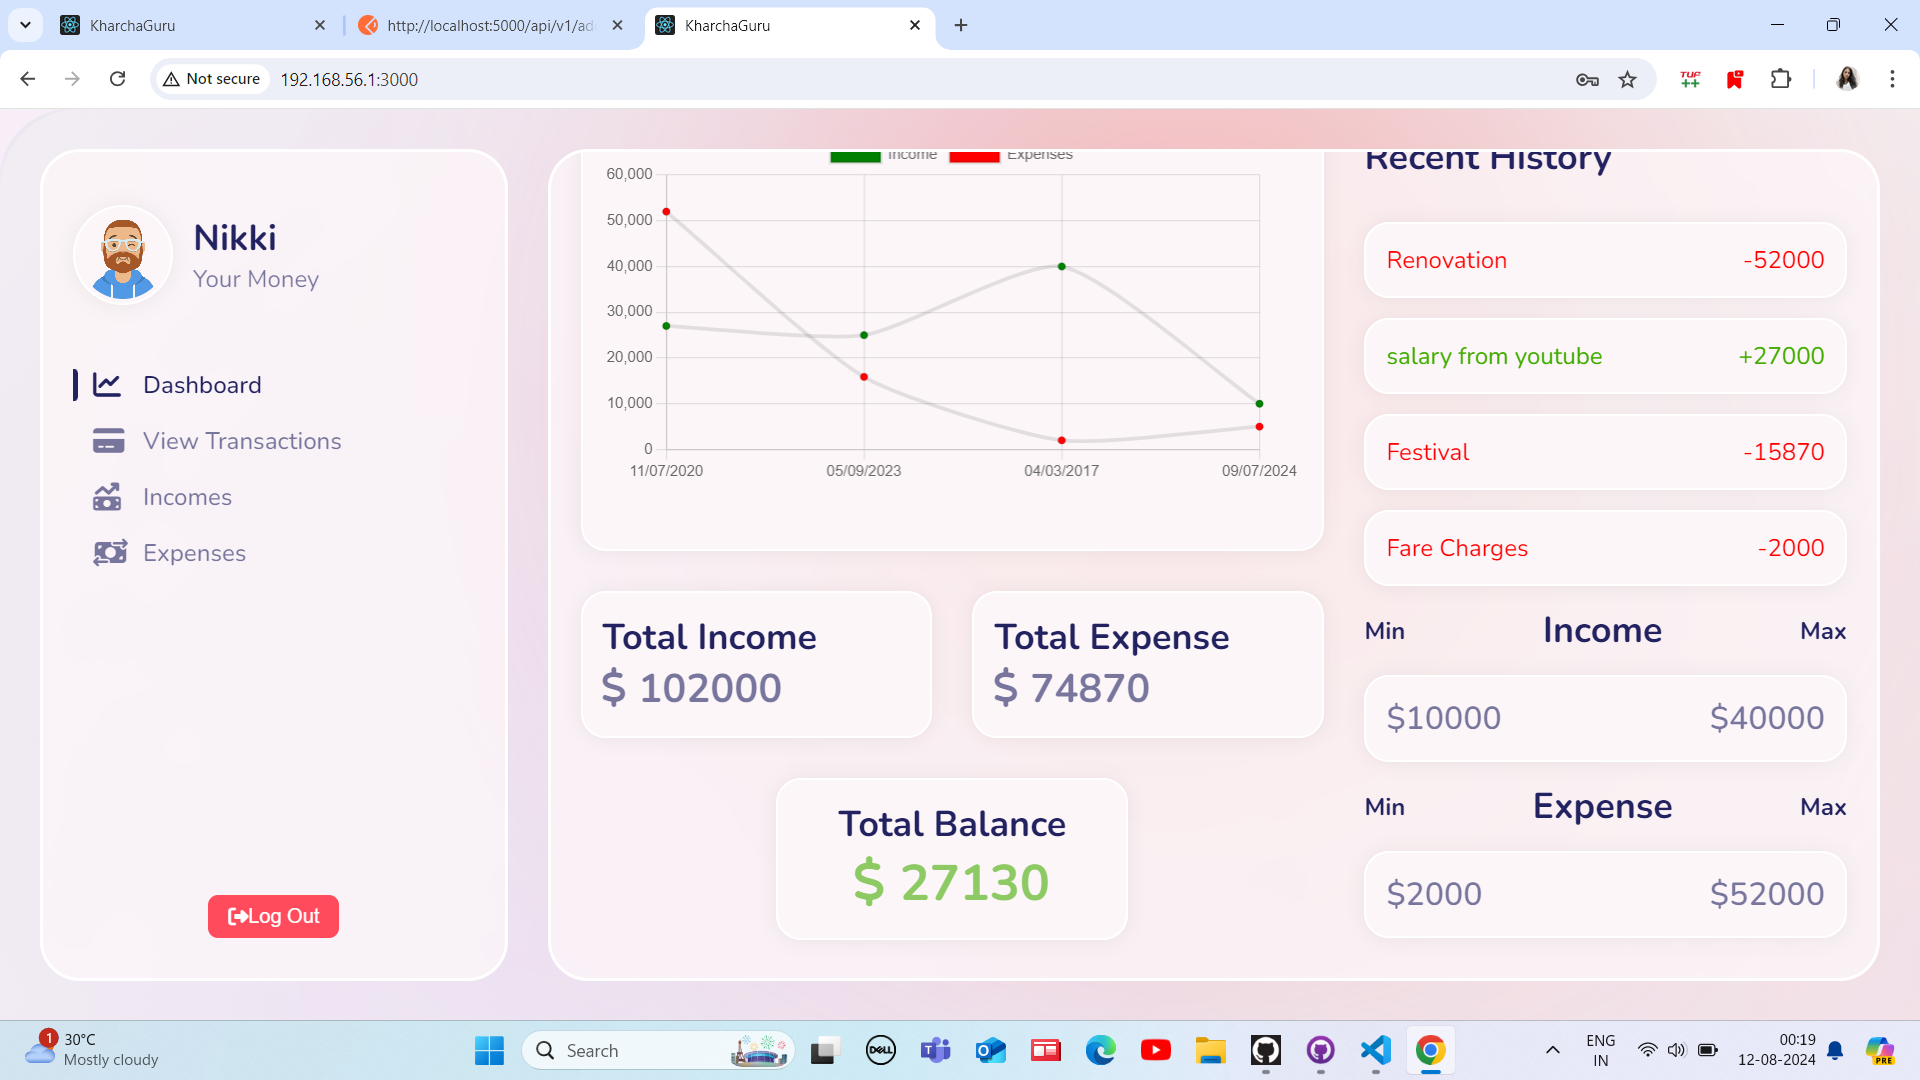 KharchaGuru
http://localhost:5000/api/v1/ad
KharchaGuru
Not secure
192.168.56.1:3000
TUF
++
Nikki
Your Money
Dashboard
View Transactions
Incomes
Expenses
Log Out
Income
Expenses
60,000
50,000
40,000
30,000
20,000
10,000
0
11/07/2020
05/09/2023
04/03/2017
09/07/2024
Total Income
$ 102000
Total Expense
$ 74870
Total Balance
$ 27130
Recent History
Renovation -52000
salary from youtube +27000
Festival -15870
Fare Charges -2000
Min Income Max
$10000 $40000
Min Expense Max
$2000 $52000
1
30°C
Mostly cloudy
Search
DELL
ENG
IN
00:19
12-08-2024
PRE